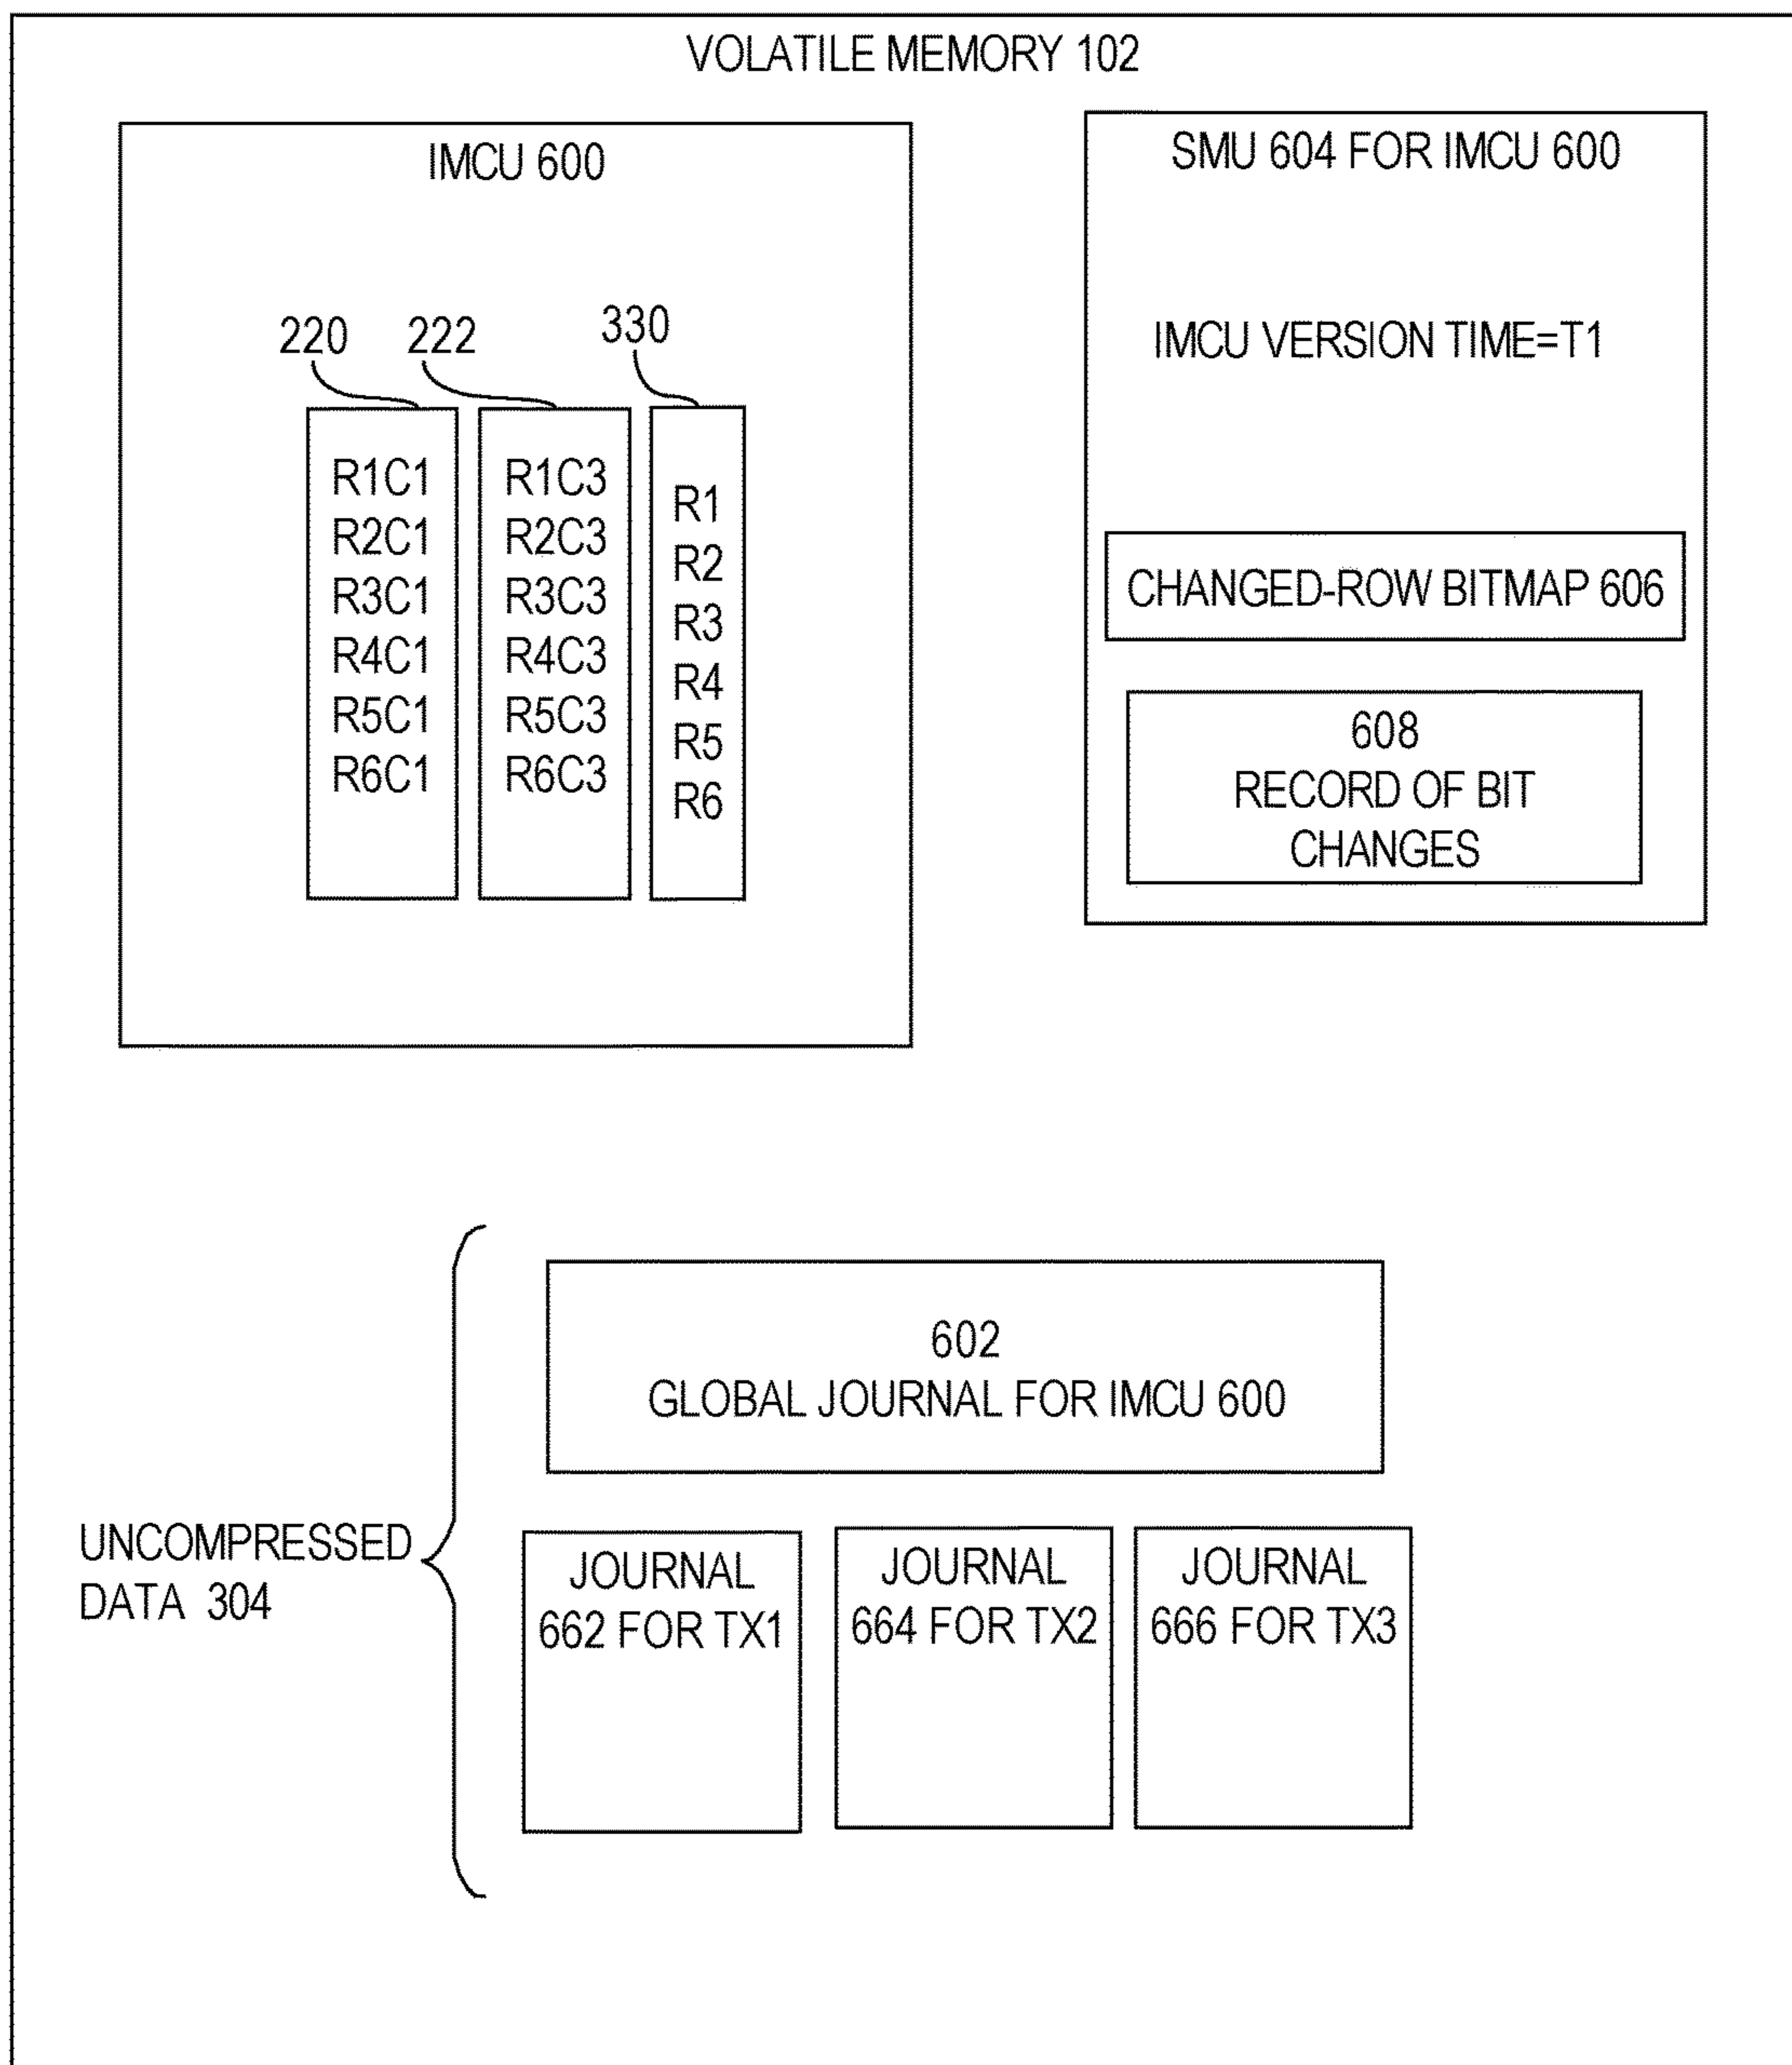 VOLATILE MEMORY 102
IMCU 600
220
222
330
R1C1
R2C1
R3C1
R4C1
R5C1
R6C1
R1C3
R2C3
R3C3
R4C3
R5C3
R6C3
R1
R2
R3
R4
R5
R6
SMU 604 FOR IMCU 600
IMCU VERSION TIME=T1
CHANGED-ROW BITMAP 606
608
RECORD OF BIT
CHANGES
UNCOMPRESSED
DATA 304
602
GLOBAL JOURNAL FOR IMCU 600
JOURNAL
662 FOR TX1
JOURNAL
664 FOR TX2
JOURNAL
666 FOR TX3